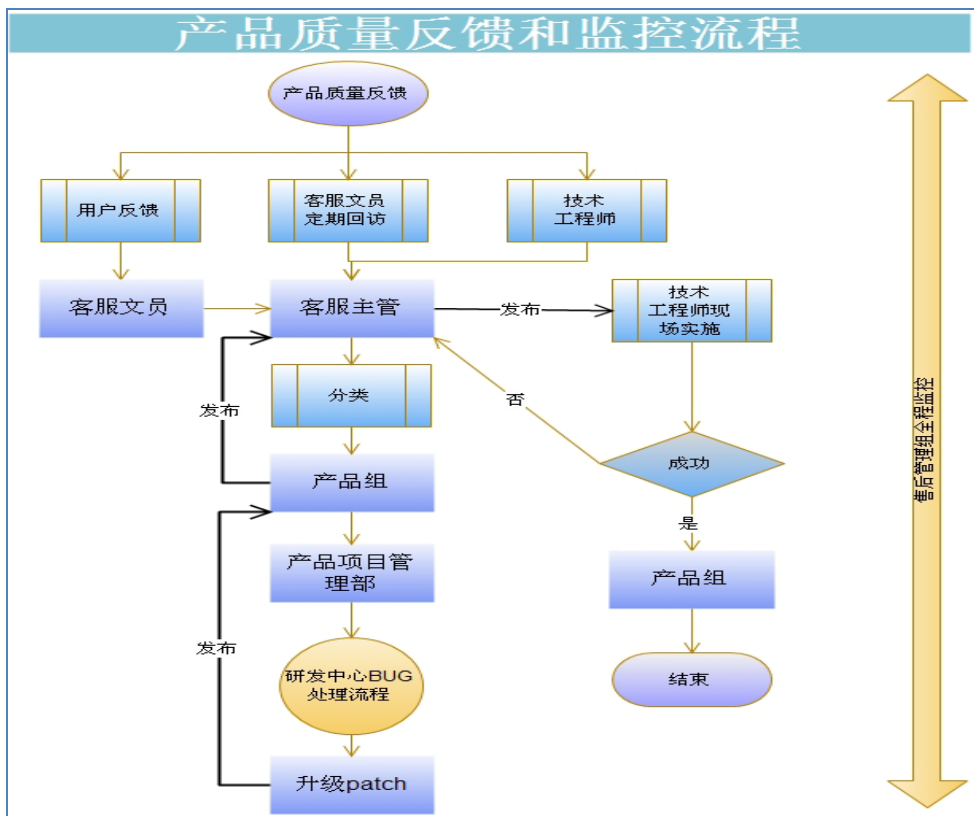 产品质量反馈和监控流程
产品质量反馈
用户反馈
客服文员
定期回访
技术
工程师
客服文员
客服主管
发布
技术
工程师现
场实施
分类
发布
否
成功
产品组
是
产品项目管
理部
产品组
发布
研发中心BUG
处理流程
结束
升级patch
售后管理组全程监控